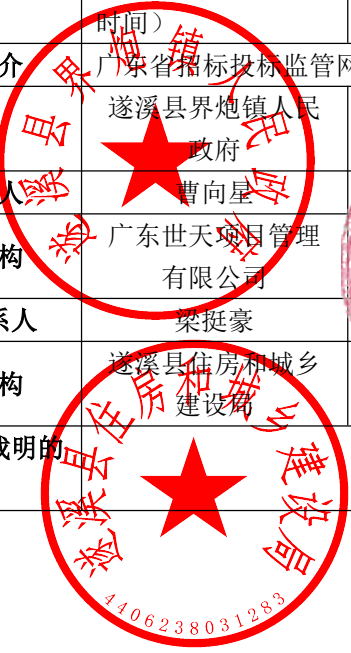 时间）
介 广东省招标投标监管网
遂溪县界炮镇人民
政府
人 曹向星
构 广东世天项目管理
有限公司
系人 梁挺豪
构 遂溪县住房和城乡
建设局
载明的
遂溪县界炮镇人民政府
遂溪县住房和城乡建设局
4406238031283